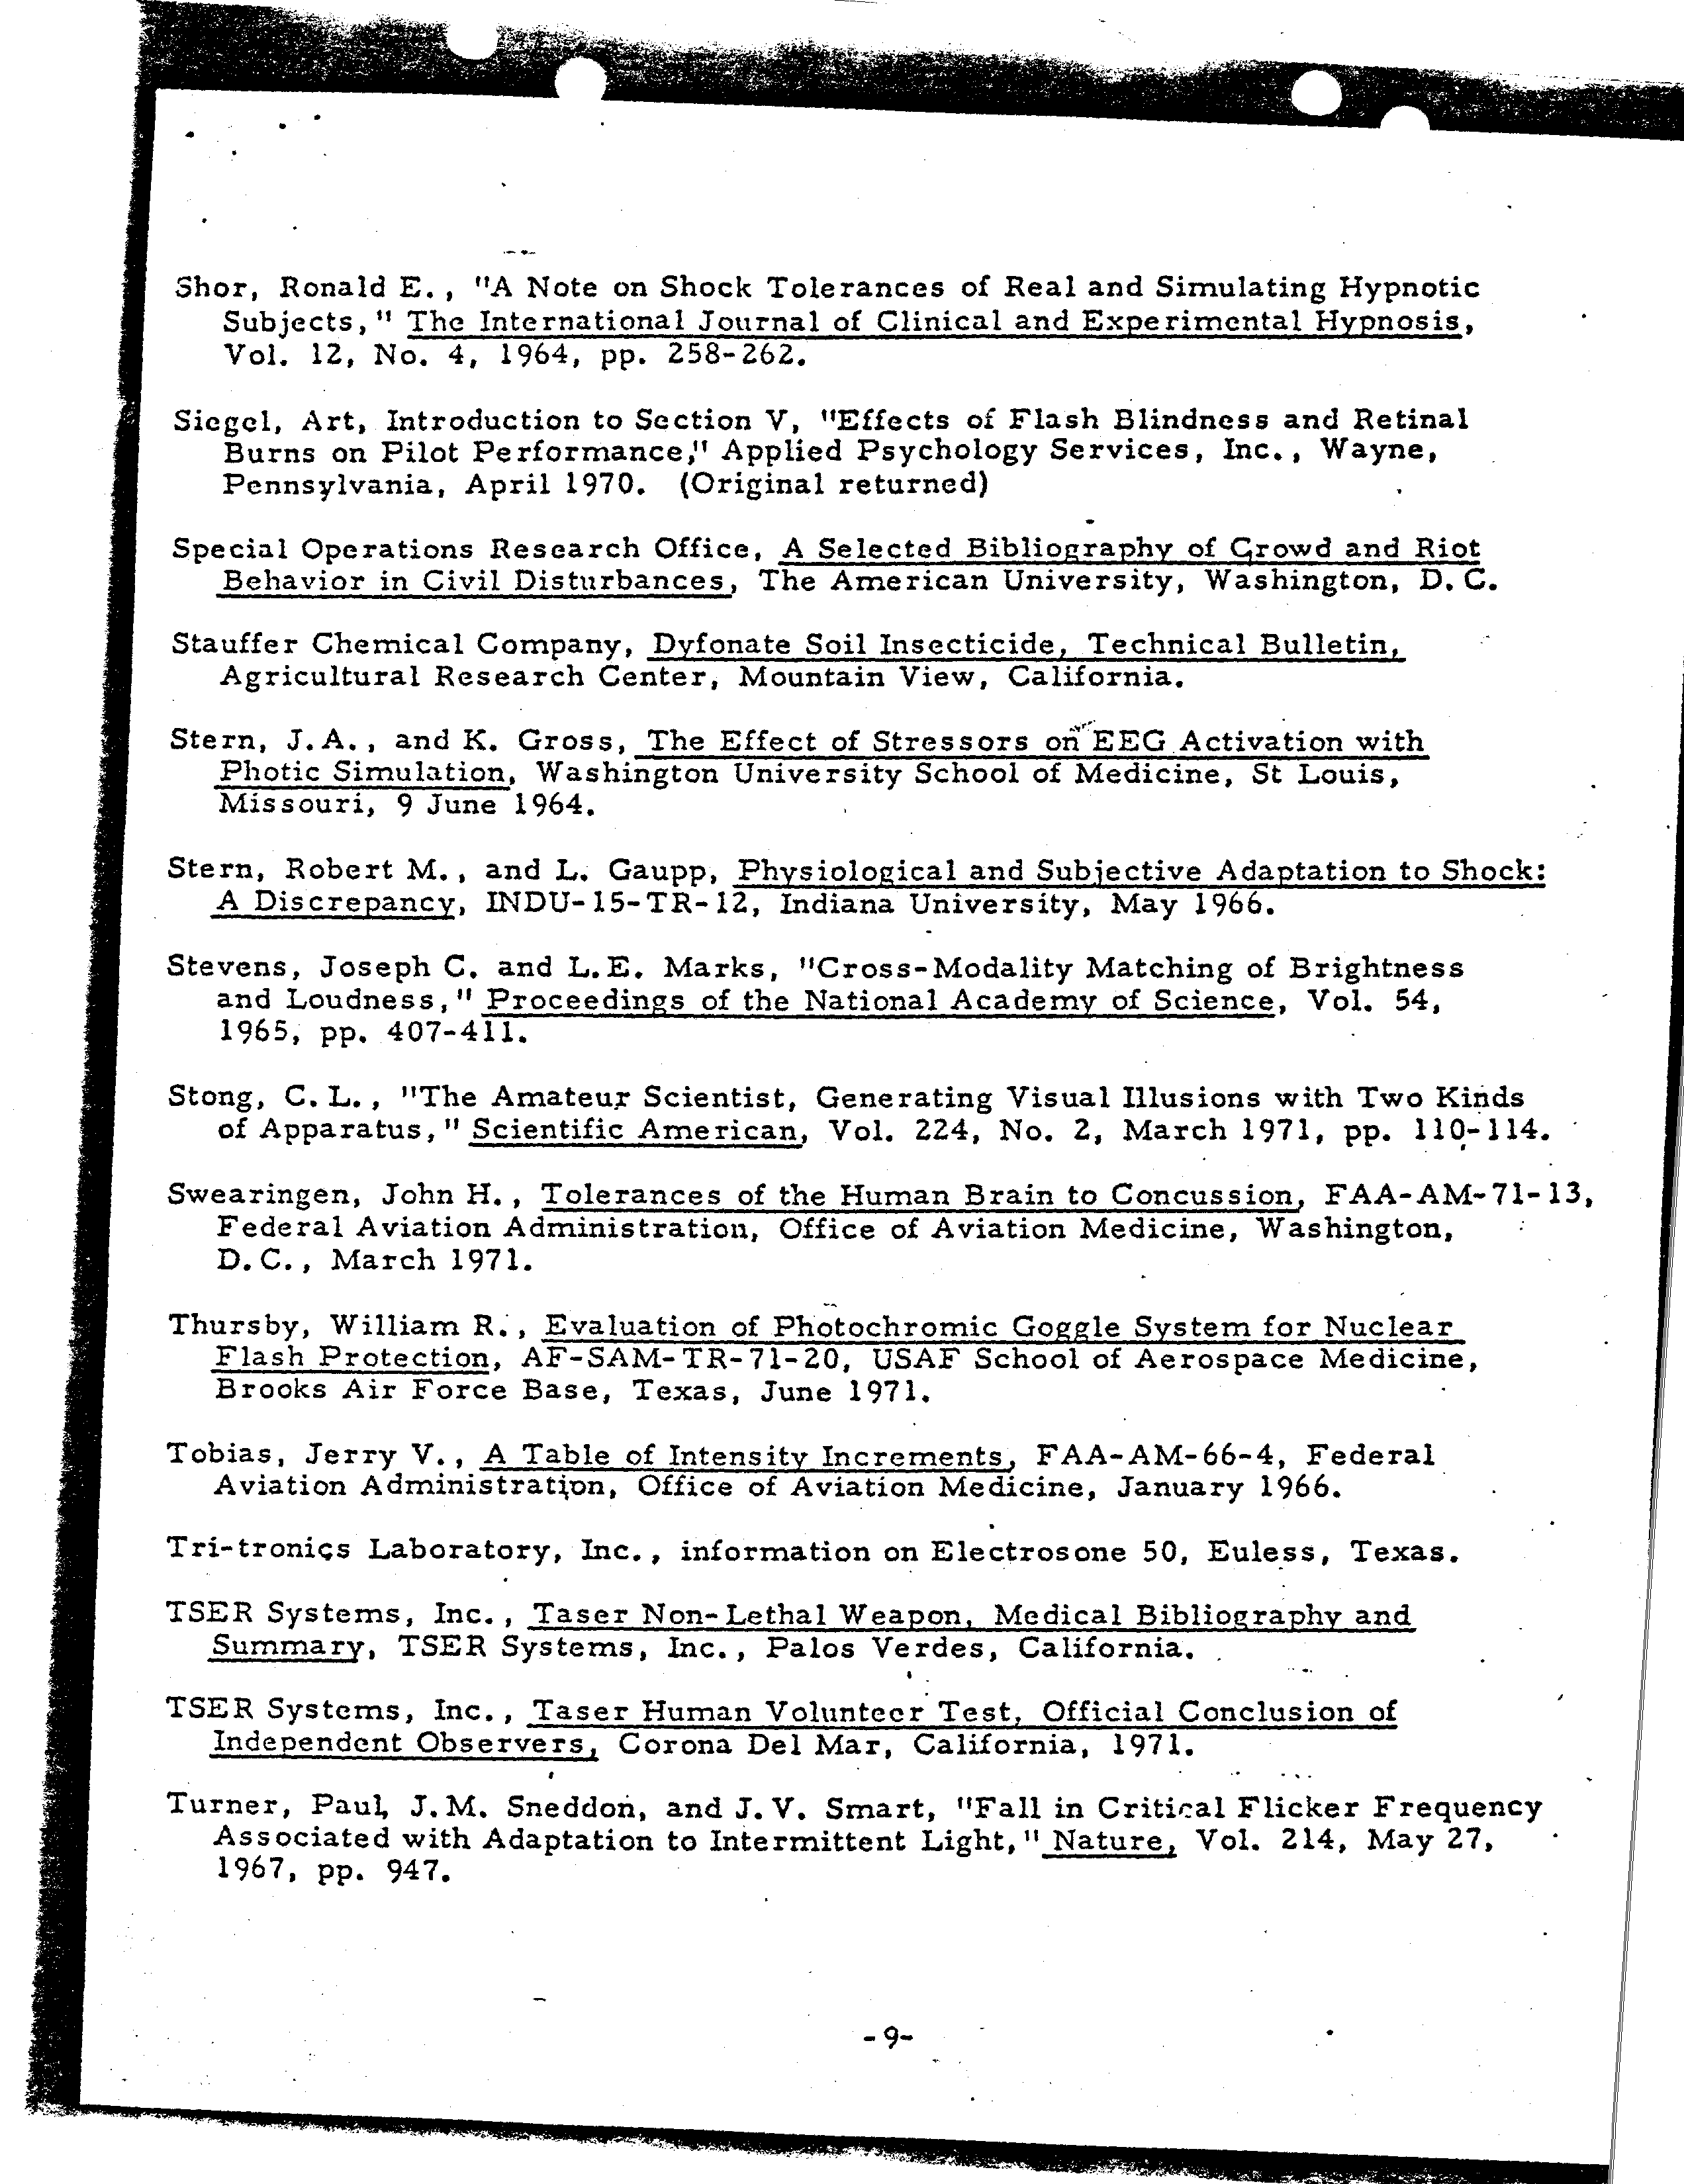 Shor, Ronald E., "A Note on Shock Tolerances of Real and Simulating Hypnotic
Subjects," The International Journal of Clinical and Experimental Hypnosis,
Vol. 12, No. 4, 1964, pp. 258-262.
Siegel, Art, Introduction to Section V, "Effects of Flash Blindness and Retinal
Burns on Pilot Performance," Applied Psychology Services, Inc., Wayne,
Pennsylvania, April 1970. (Original returned)
Special Operations Research Office, A Selected Bibliography of Crowd and Riot
Behavior in Civil Disturbances, The American University, Washington, D.C.
Stauffer Chemical Company, Dyfonate Soil Insecticide, Technical Bulletin,
Agricultural Research Center, Mountain View, California.
Stern, J.A., and K. Gross, The Effect of Stressors on EEG Activation with
Photic Simulation, Washington University School of Medicine, St Louis,
Missouri, 9 June 1964.
Stern, Robert M., and L. Gaupp, Physiological and Subjective Adaptation to Shock:
A Discrepancy, INDU-15-TR-12, Indiana University, May 1966.
Stevens, Joseph C. and L.E. Marks, "Cross-Modality Matching of Brightness
and Loudness," Proceedings of the National Academy of Science, Vol. 54,
1965, pp. 407-411.
Stong, C.L., "The Amateur Scientist, Generating Visual Illusions with Two Kinds
of Apparatus," Scientific American, Vol. 224, No. 2, March 1971, pp. 110-114.
Swearingen, John H., Tolerances of the Human Brain to Concussion, FAA-AM-71-13,
Federal Aviation Administration, Office of Aviation Medicine, Washington,
D.C., March 1971.
Thursby, William R., Evaluation of Photochromic Goggle System for Nuclear
Flash Protection, AF-SAM-TR-71-20, USAF School of Aerospace Medicine,
Brooks Air Force Base, Texas, June 1971.
Tobias, Jerry V., A Table of Intensity Increments, FAA-AM-66-4, Federal
Aviation Administration, Office of Aviation Medicine, January 1966.
Tri-tronics Laboratory, Inc., information on Electrosone 50, Euless, Texas.
TSER Systems, Inc., Taser Non-Lethal Weapon, Medical Bibliography and
Summary, TSER Systems, Inc., Palos Verdes, California.
TSER Systems, Inc., Taser Human Volunteer Test, Official Conclusion of
Independent Observers, Corona Del Mar, California, 1971.
Turner, Paul, J.M. Sneddon, and J.V. Smart, "Fall in Critical Flicker Frequency
Associated with Adaptation to Intermittent Light," Nature, Vol. 214, May 27,
1967, pp. 947.
-9-